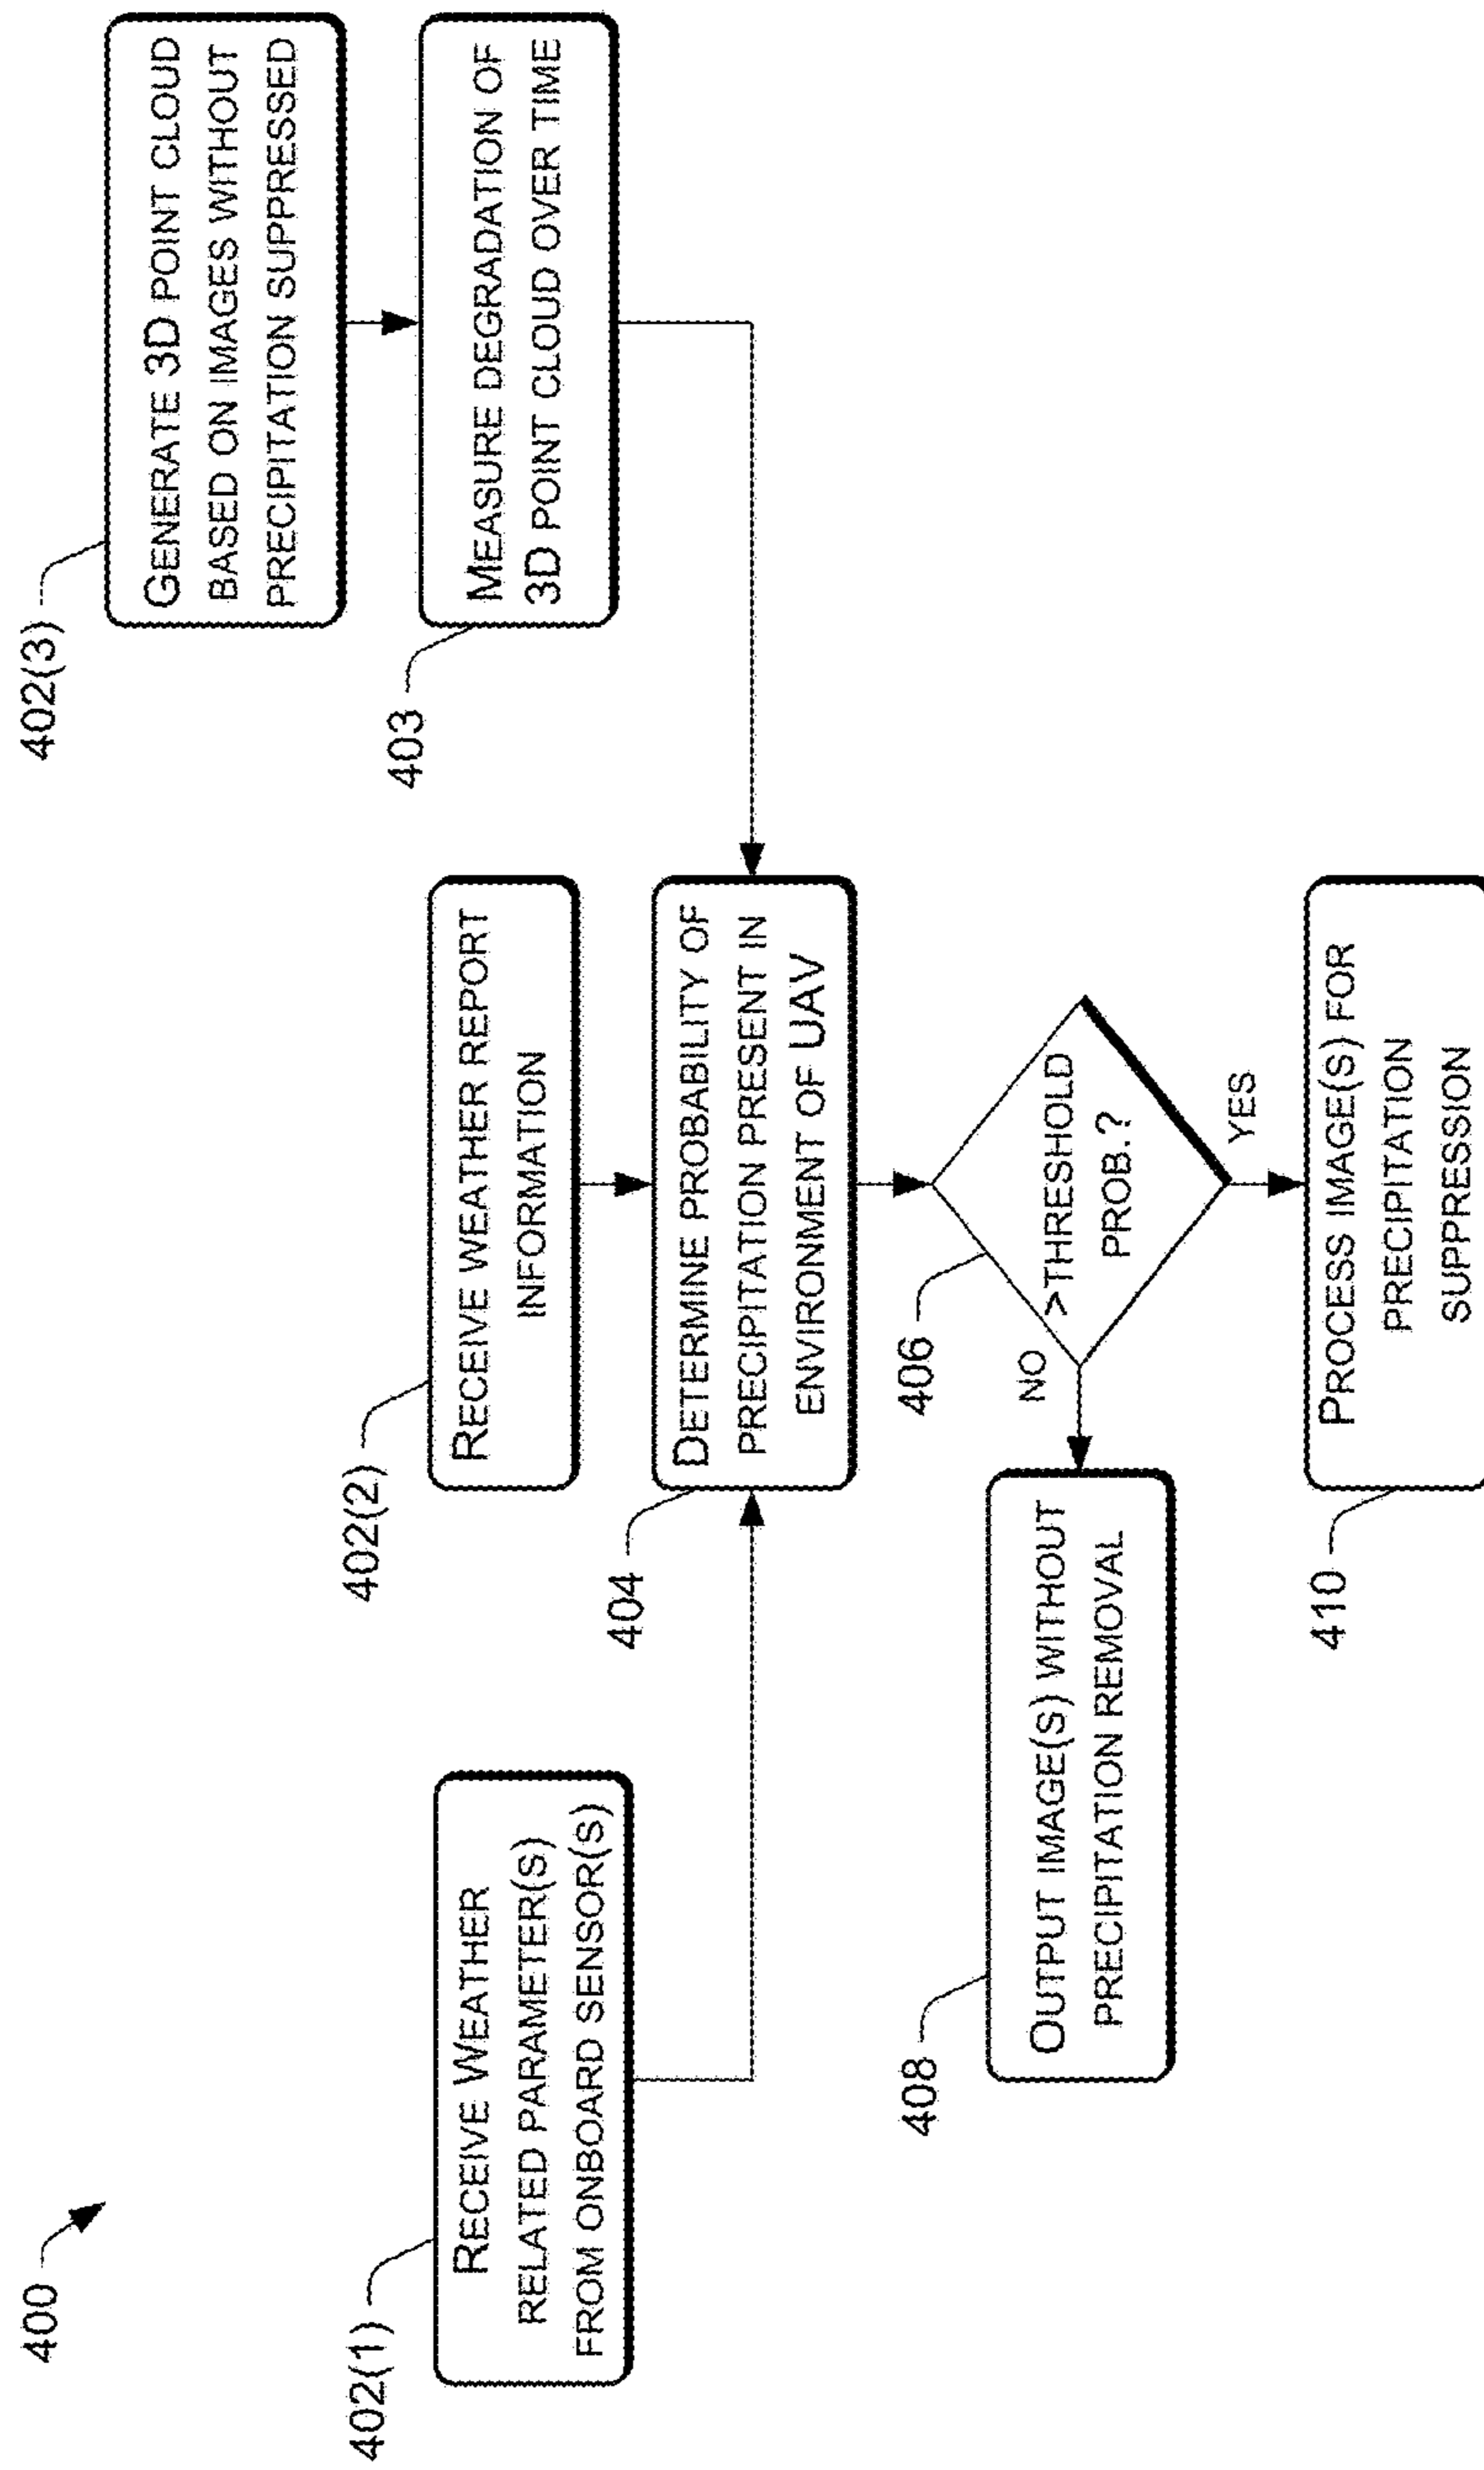 400
402(1)
RECEIVE WEATHER
RELATED PARAMETER(S)
FROM ONBOARD SENSOR(S)
402(2)
RECEIVE WEATHER REPORT
INFORMATION
402(3)
GENERATE 3D POINT CLOUD
BASED ON IMAGES WITHOUT
PRECIPITATION SUPPRESSED
403
MEASURE DEGRADATION OF
3D POINT CLOUD OVER TIME
404
DETERMINE PROBABILITY OF
PRECIPITATION PRESENT IN
ENVIRONMENT OF UAV
406
>THRESHOLD
PROB.?
NO
YES
408
OUTPUT IMAGE(S) WITHOUT
PRECIPITATION REMOVAL
410
PROCESS IMAGE(S) FOR
PRECIPITATION
SUPPRESSION